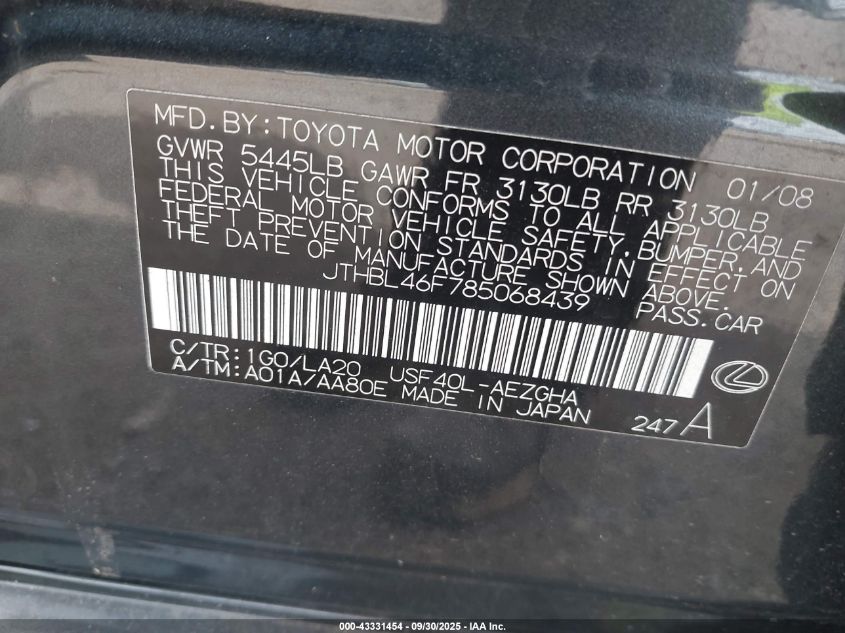 MFD.BY:TOYOTA MOTOR CORPORATION 01/08
GVWR 5445LB GAWR FR 3130LB RR 3130LB
THIS VEHICLE CONFORMS TO ALL APPLICABLE
FEDERAL MOTOR VEHICLE SAFETY,BUMPER,AND
THEFT PREVENTION STANDARDS IN EFFECT ON
THE DATE OF MANUFACTURE SHOWN ABOVE.
JTHBL46F785068439 PASS.CAR
C/TR:1G0/LA20 USF40L-AEZGHA
A/TM:A01A/AA80E MADE IN JAPAN 247A
000-43331454 - 09/30/2025 - IAA Inc.